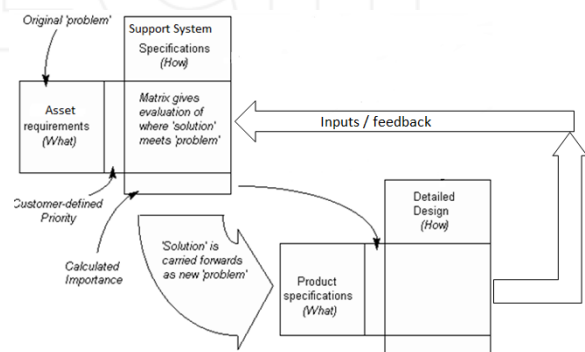 Original 'problem'
Support System
Specifications
(How)
Asset
requirements
(What)
Matrix gives
evaluation of
where 'solution'
meets 'problem'
Inputs / feedback
Customer-defined
Priority
Calculated
Importance
'Solution' is
carried forwards
as new 'problem'
Detailed
Design
(How)
Product
specifications
(What)